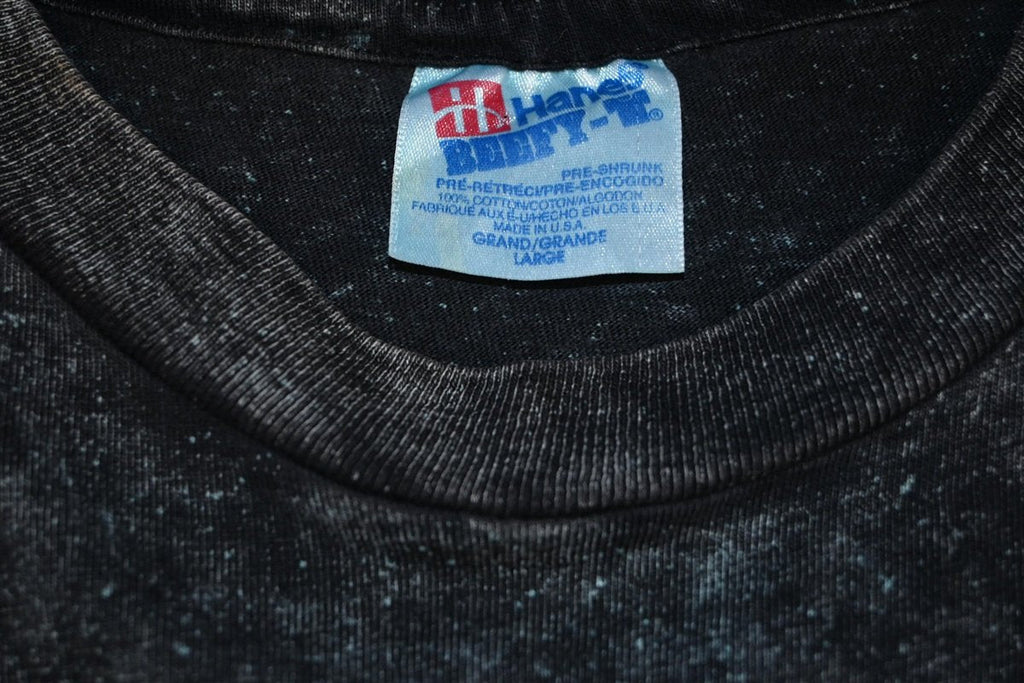 Hanes
BEEFY-T®
PRE-SHRUNK
PRÉ-RÉTRÉCI/PRE-ENCOGIDO
100% COTTON/COTON/ALGODON
FABRIQUÉ AUX É-U/HECHO EN LOS E.U.A.
MADE IN U.S.A.
GRAND/GRANDE
LARGE